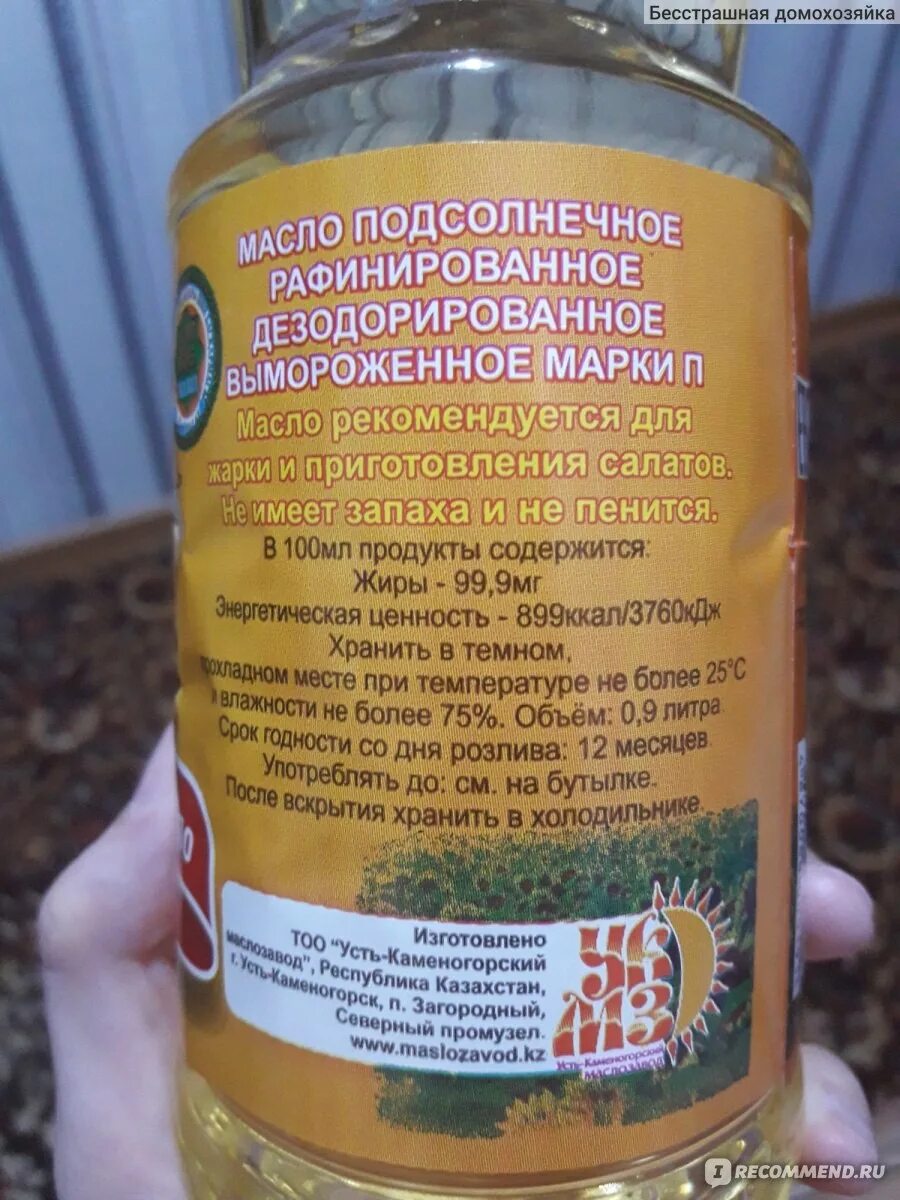 Бесстрашная домохозяйка
МАСЛО ПОДСОЛНЕЧНОЕ
РАФИНИРОВАННОЕ
ДЕЗОДОРИРОВАННОЕ
ВЫМОРОЖЕННОЕ МАРКИ П
Масло рекомендуется для
жарки и приготовления салатов.
Не имеет запаха и не пенится.
В 100мл продукты содержится:
Жиры - 99,9мг
Энергетическая ценность - 899ккал/3760кДж
Хранить в темном,
прохладном месте при температуре не более 25°С
и влажности не более 75%. Объём: 0,9 литра
Срок годности со дня розлива: 12 месяцев
Употреблять до: см. на бутылке.
После вскрытия хранить в холодильнике.
Изготовлено
ТОО "Усть-Каменогорский
маслозавод", Республика Казахстан,
г. Усть-Каменогорск, п. Загородный,
Северный промузел.
www.maslozavod.kz
УК
МЗ
Усть-Каменогорский
МАСЛОЗАВОД
IRECOMMEND.RU